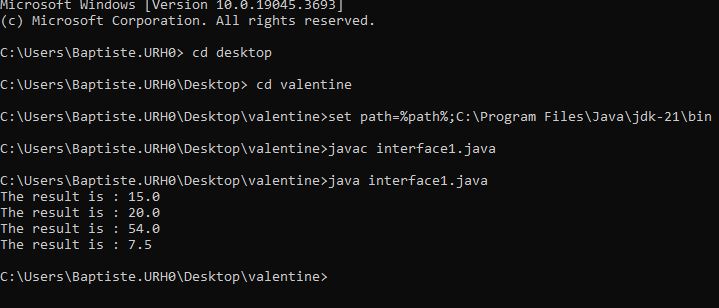 Microsoft Windows [Version 10.0.19045.3693]
(c) Microsoft Corporation. All rights reserved.
C:\Users\Baptiste.URH0> cd desktop
C:\Users\Baptiste.URH0\Desktop> cd valentine
C:\Users\Baptiste.URH0\Desktop\valentine>set path=%path%;C:\Program Files\Java\jdk-21\bin
C:\Users\Baptiste.URH0\Desktop\valentine>javac interface1.java
C:\Users\Baptiste.URH0\Desktop\valentine>java interface1.java
The result is : 15.0
The result is : 20.0
The result is : 54.0
The result is : 7.5
C:\Users\Baptiste.URH0\Desktop\valentine>